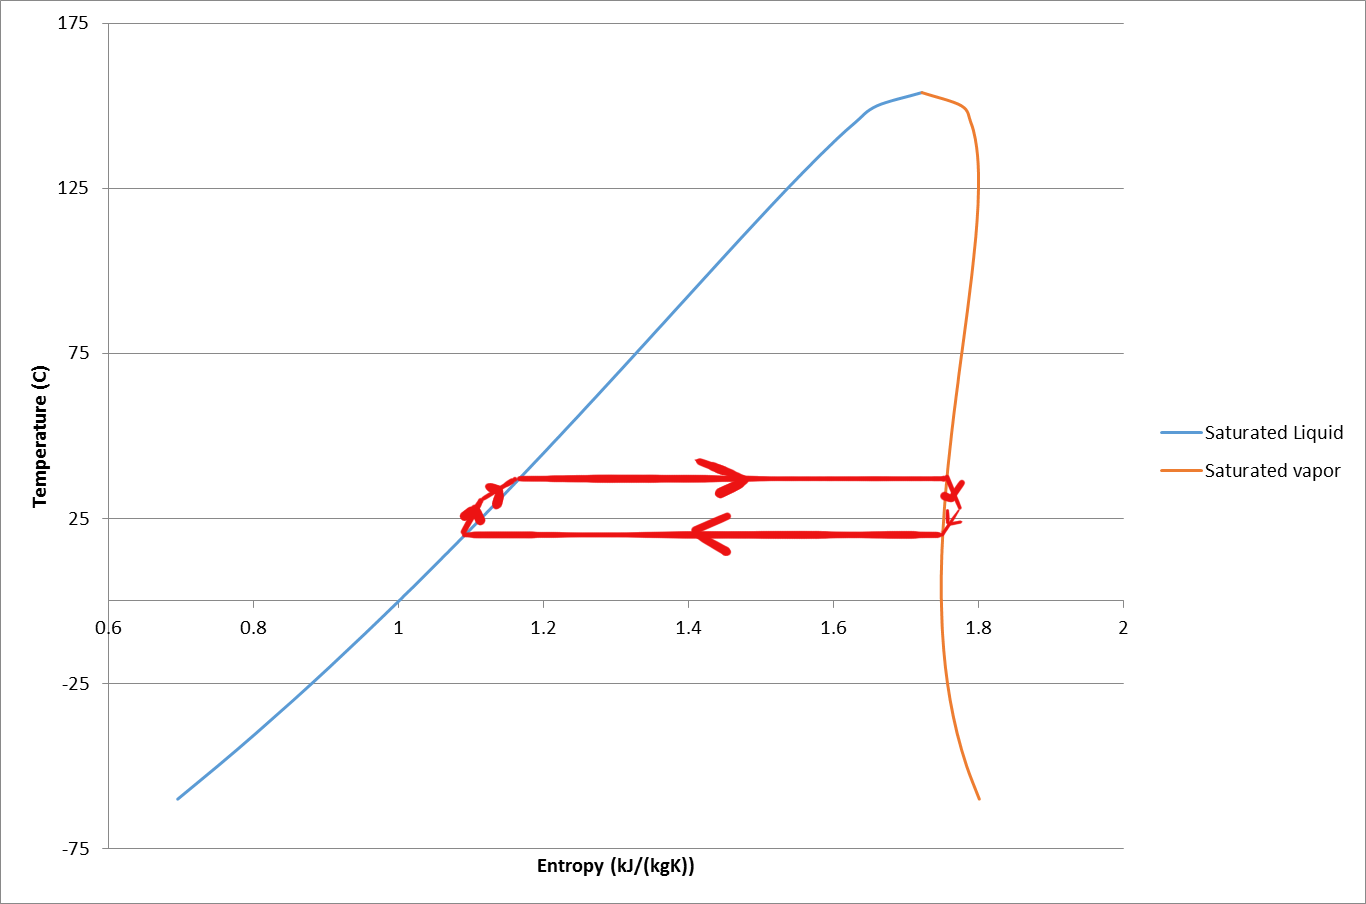 175
125
75
25
-25
-75
0.6 0.8 1 1.2 1.4 1.6 1.8 2
Temperature (C)
Entropy (kJ/(kgK))
Saturated Liquid
Saturated vapor